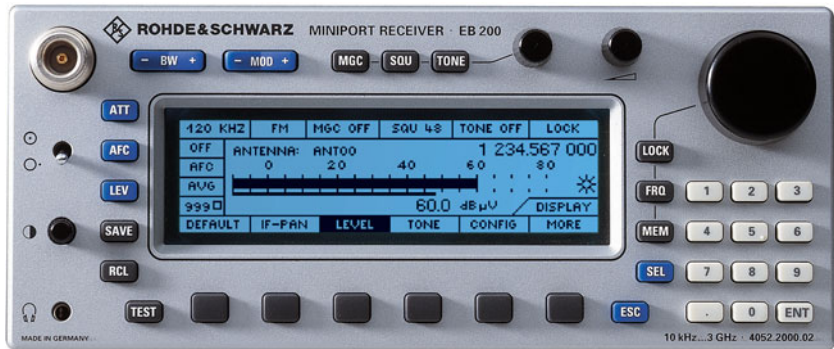 ROHDE&SCHWARZ MINIPORT RECEIVER · EB 200
− BW + − MOD + MGC SQU TONE
ATT
120 KHZ FM MGC OFF SQU 48 TONE OFF LOCK
OFF ANTENNA: ANT00 1 234.567 000
AFC 0 20 40 60 80
AFC
AVG
999 60.0 dBµV DISPLAY
DEFAULT IF-PAN LEVEL TONE CONFIG MORE
LOCK
LEV FRQ 1 2 3
SAVE MEM 4 5 6
RCL SEL 7 8 9
TEST ESC . 0 ENT
MADE IN GERMANY 10 kHz...3 GHz · 4052.2000.02